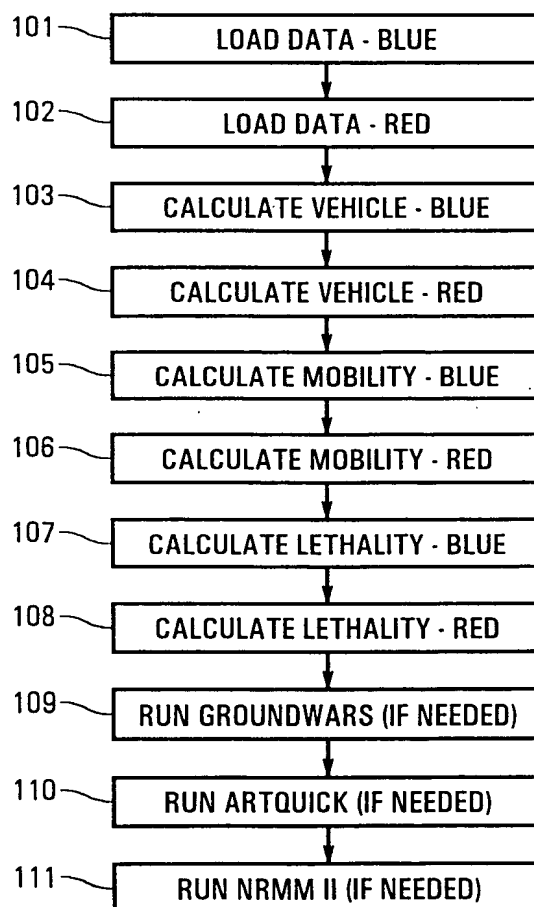 101 LOAD DATA - BLUE
102 LOAD DATA - RED
103 CALCULATE VEHICLE - BLUE
104 CALCULATE VEHICLE - RED
105 CALCULATE MOBILITY - BLUE
106 CALCULATE MOBILITY - RED
107 CALCULATE LETHALITY - BLUE
108 CALCULATE LETHALITY - RED
109 RUN GROUNDWARS (IF NEEDED)
110 RUN ARTQUICK (IF NEEDED)
111 RUN NRMM II (IF NEEDED)